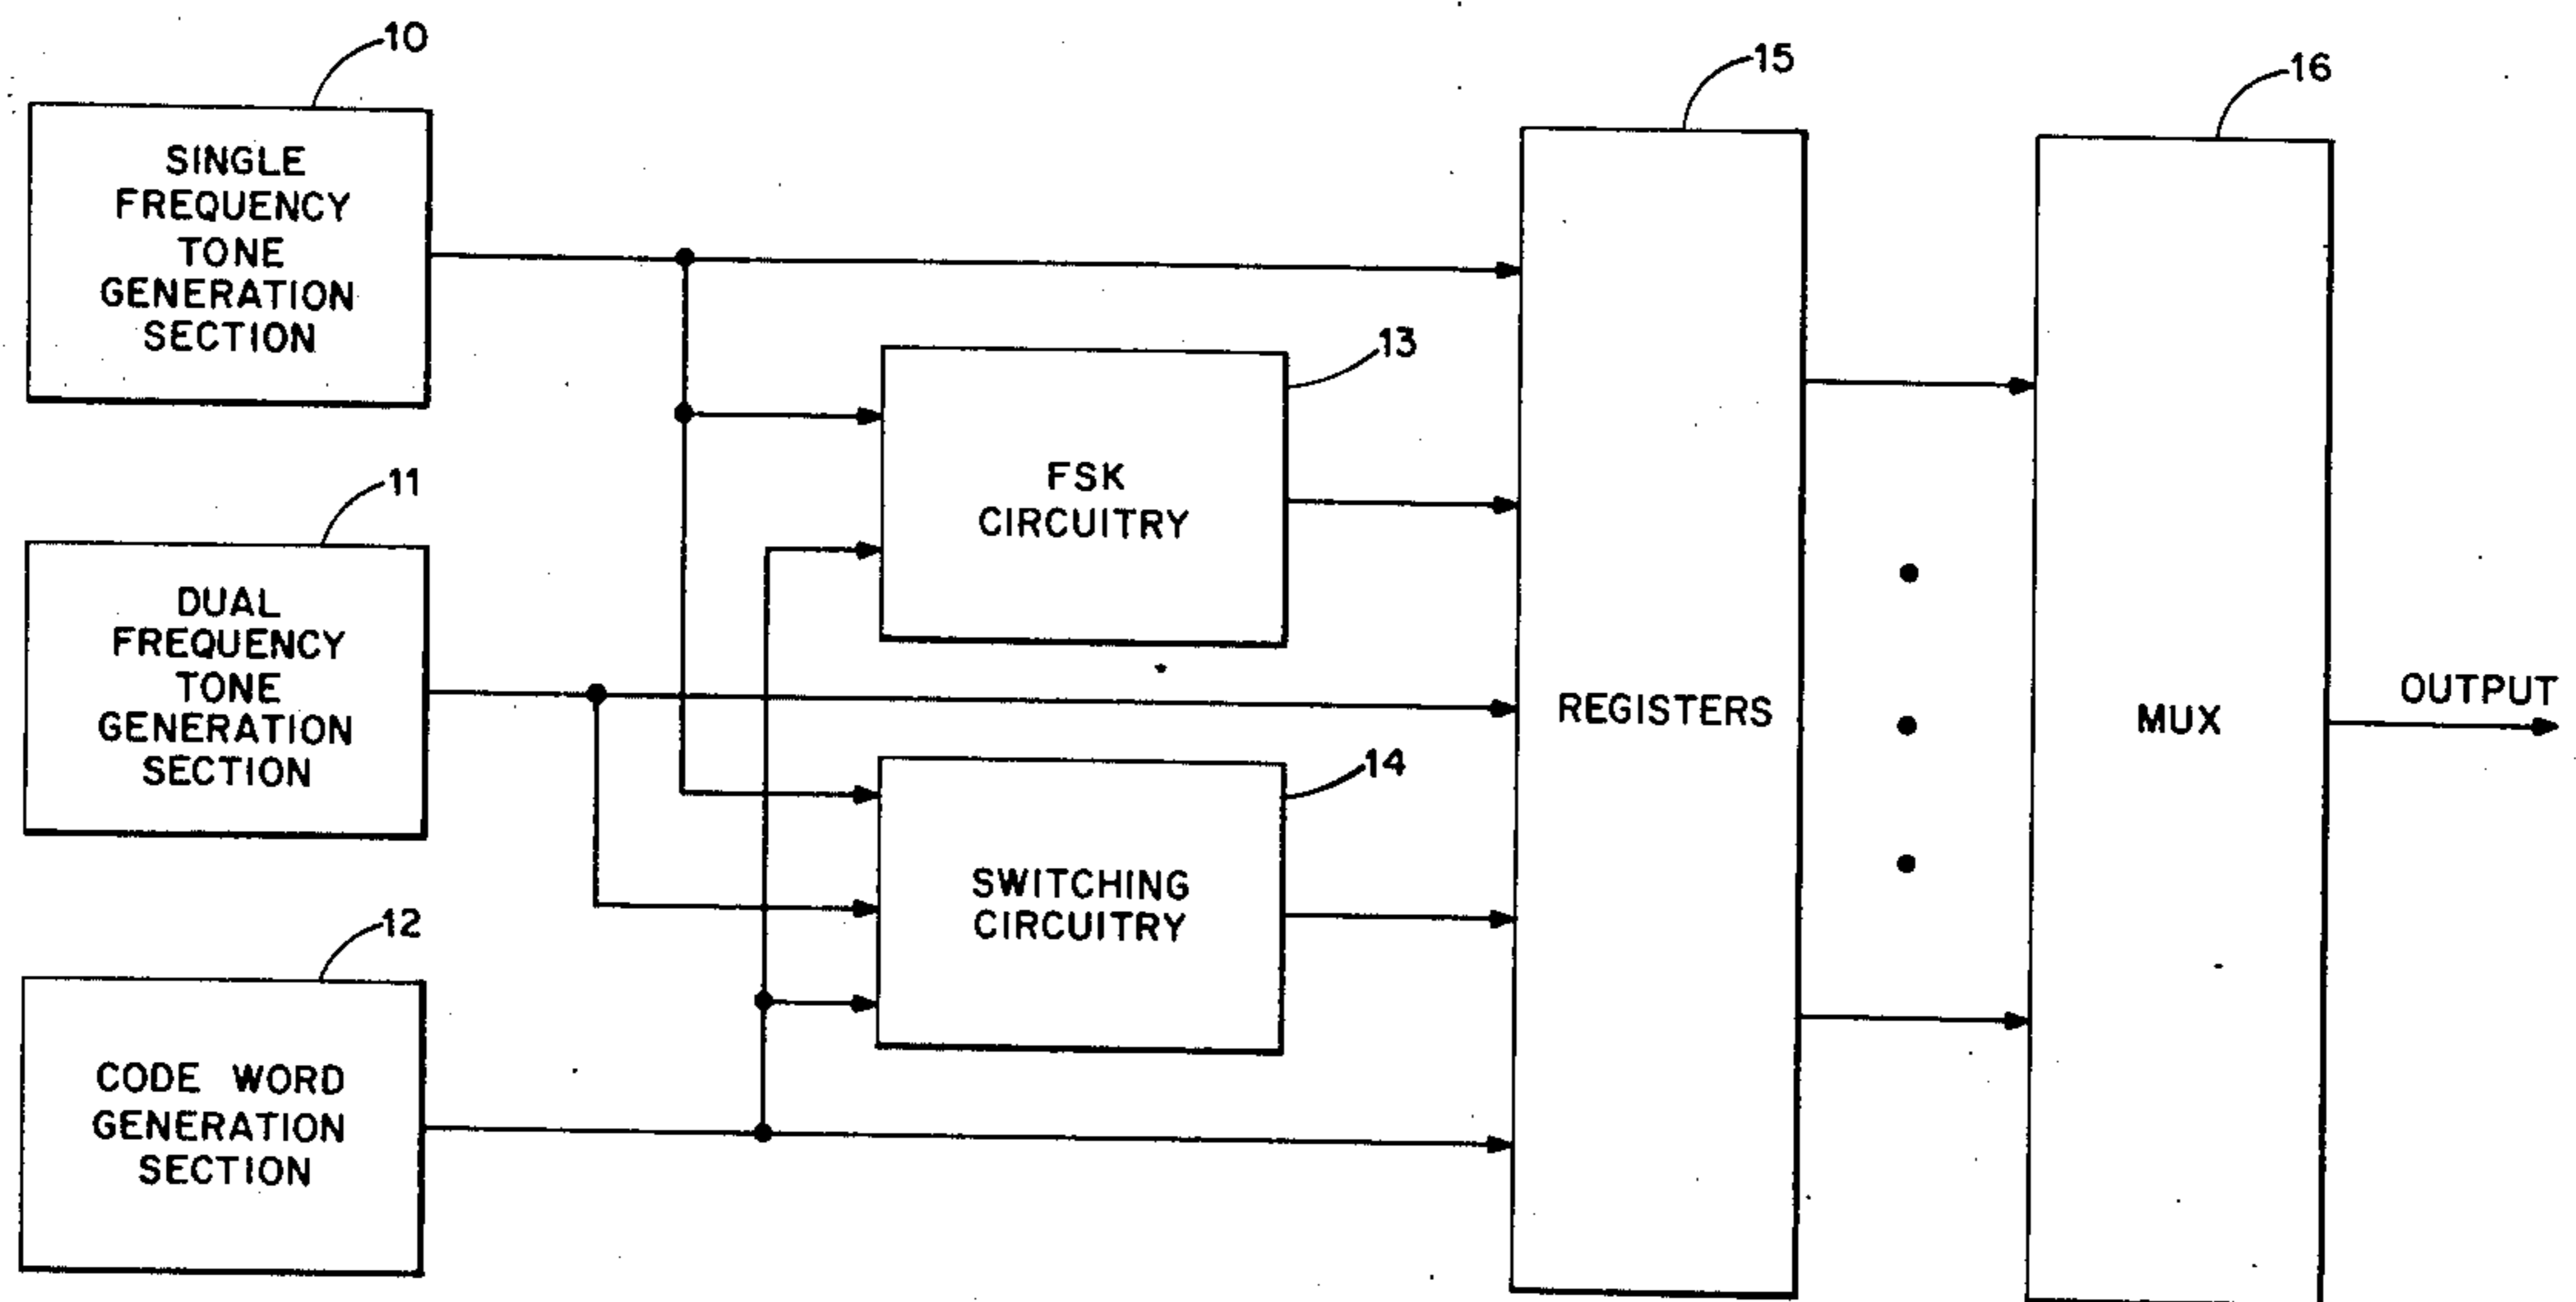 10
SINGLE
FREQUENCY
TONE
GENERATION
SECTION
11
DUAL
FREQUENCY
TONE
GENERATION
SECTION
12
CODE WORD
GENERATION
SECTION
13
FSK
CIRCUITRY
14
SWITCHING
CIRCUITRY
15
REGISTERS
16
MUX
OUTPUT